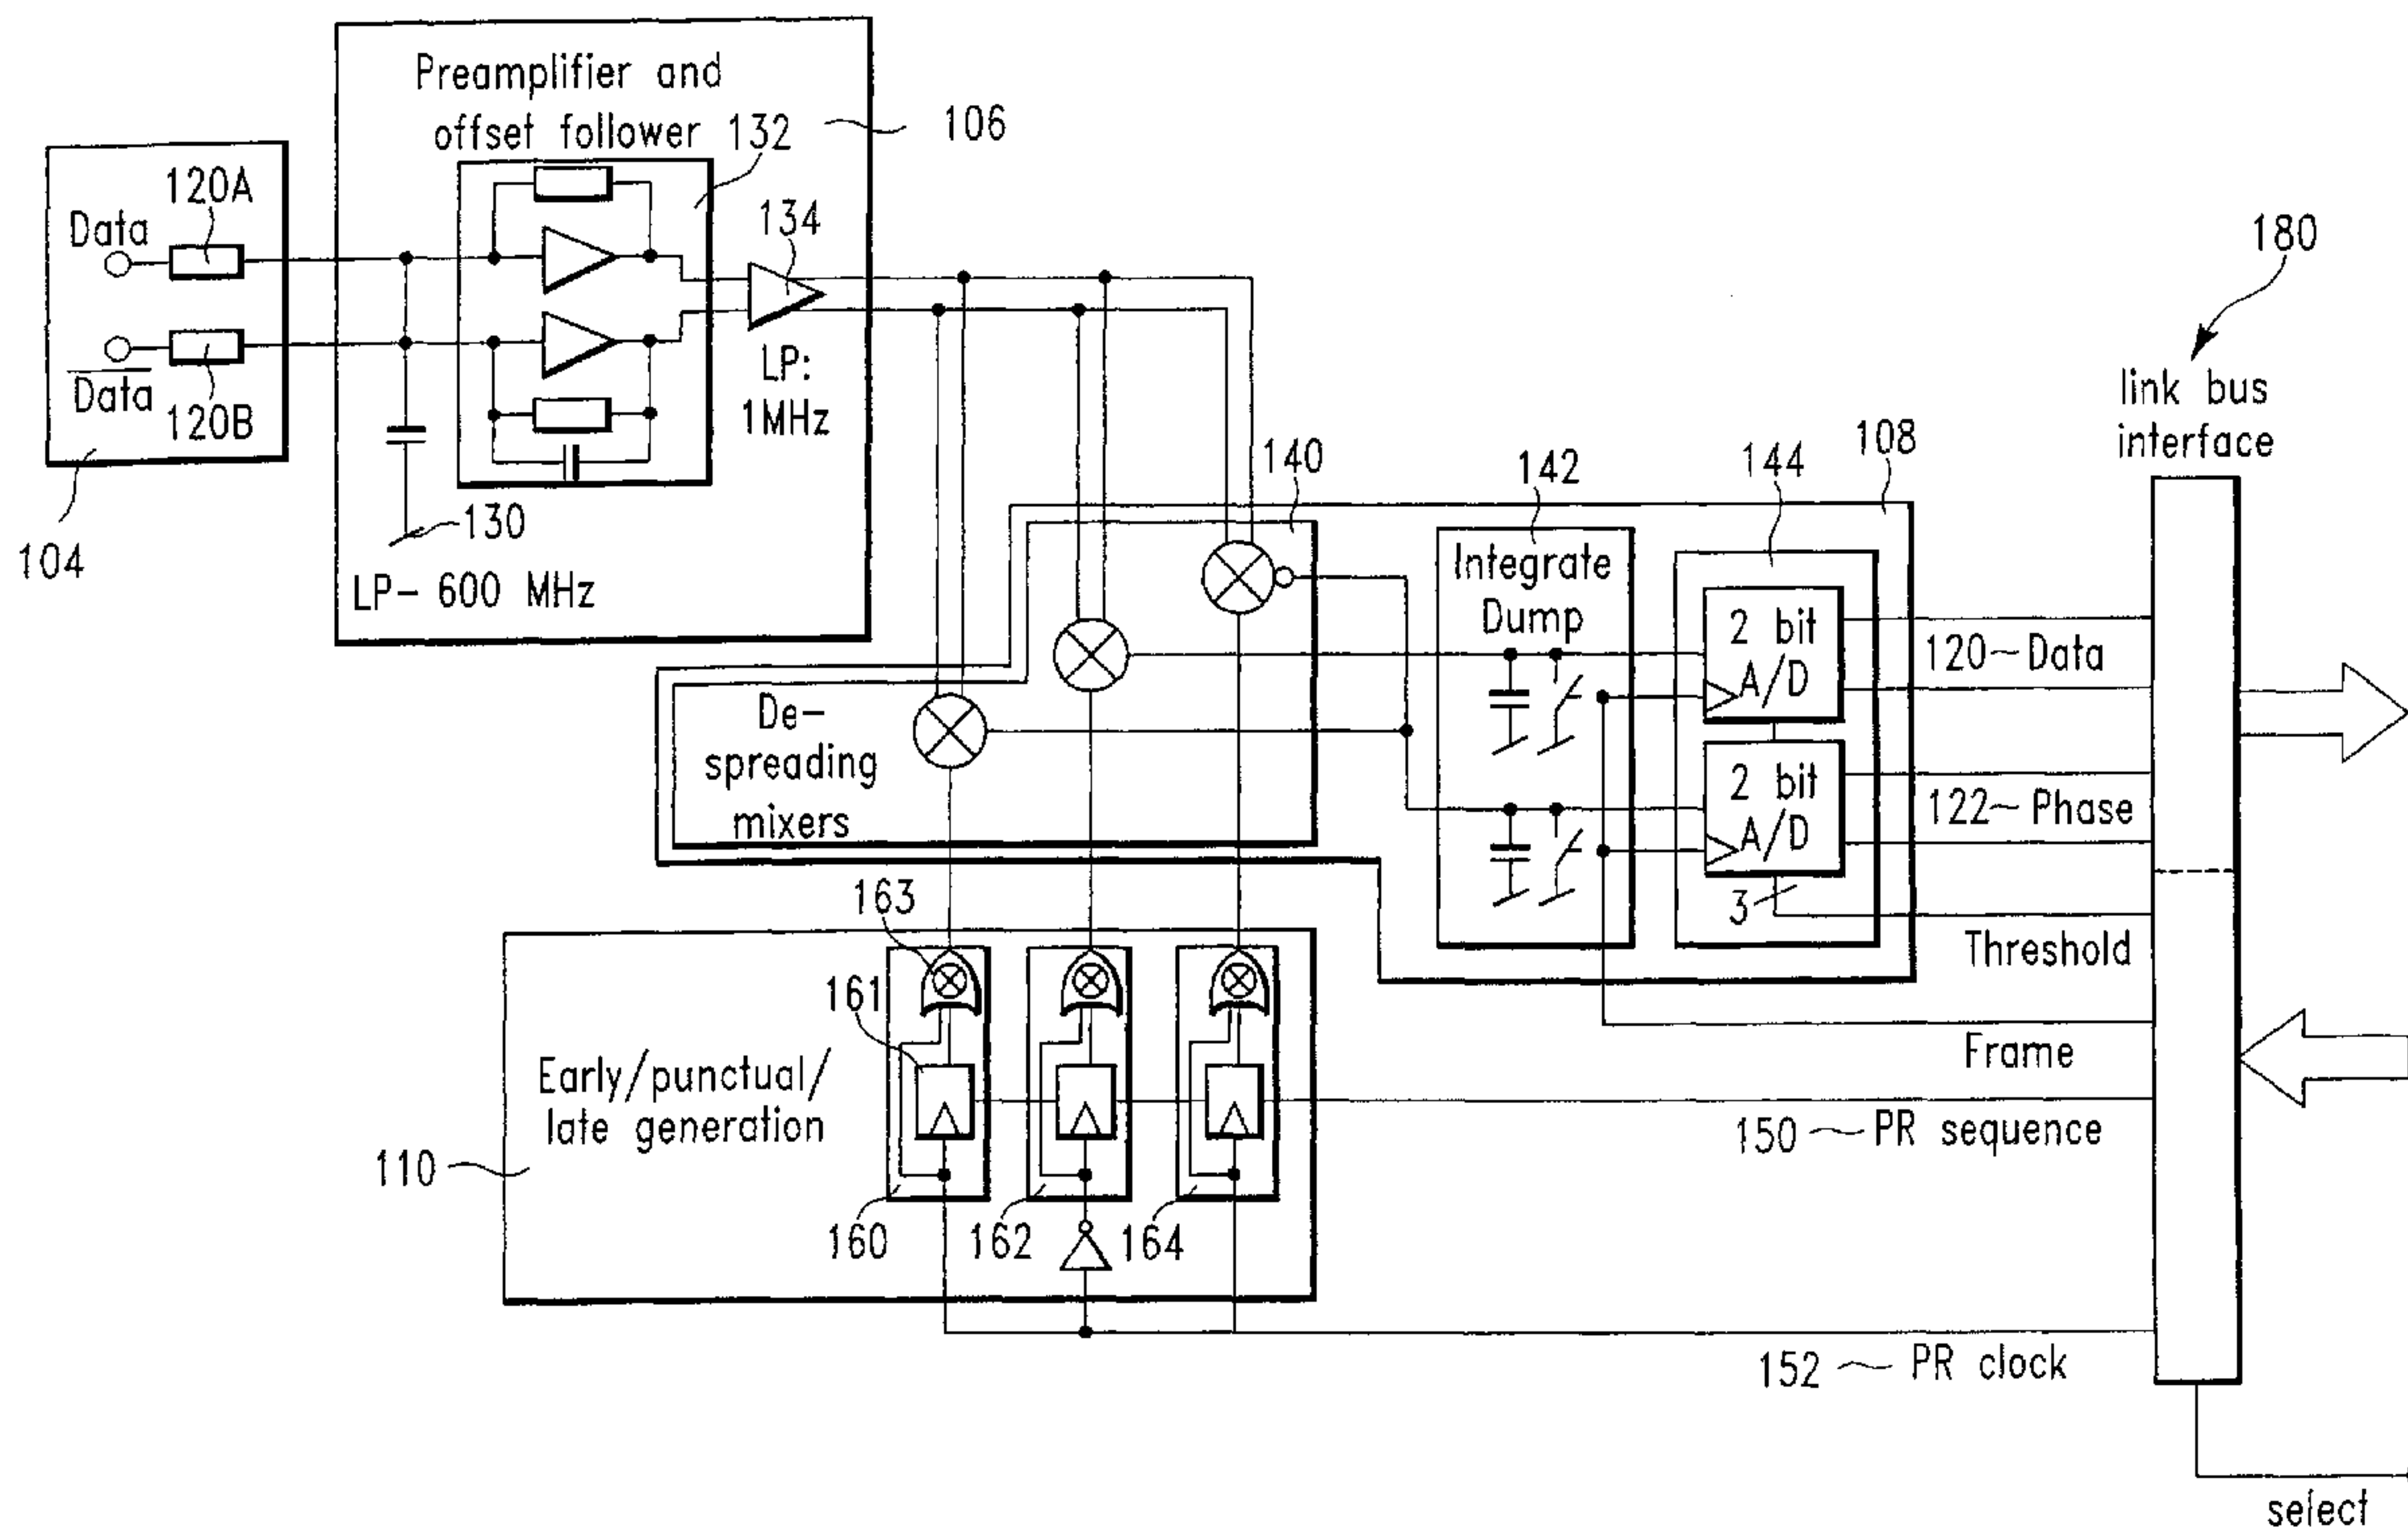 Preamplifier and
offset follower
132
106
120A
Data
134
Data
120B
LP:
1MHz
104
130
LP- 600 MHz
180
link bus
interface
108
140
142
144
Integrate
Dump
2 bit
A/D
120~Data
De-
spreading
mixers
2 bit
A/D
122~Phase
3
Threshold
163
161
Early/punctual/
late generation
Frame
150 ~ PR sequence
110
160
162
164
152 ~ PR clock
select